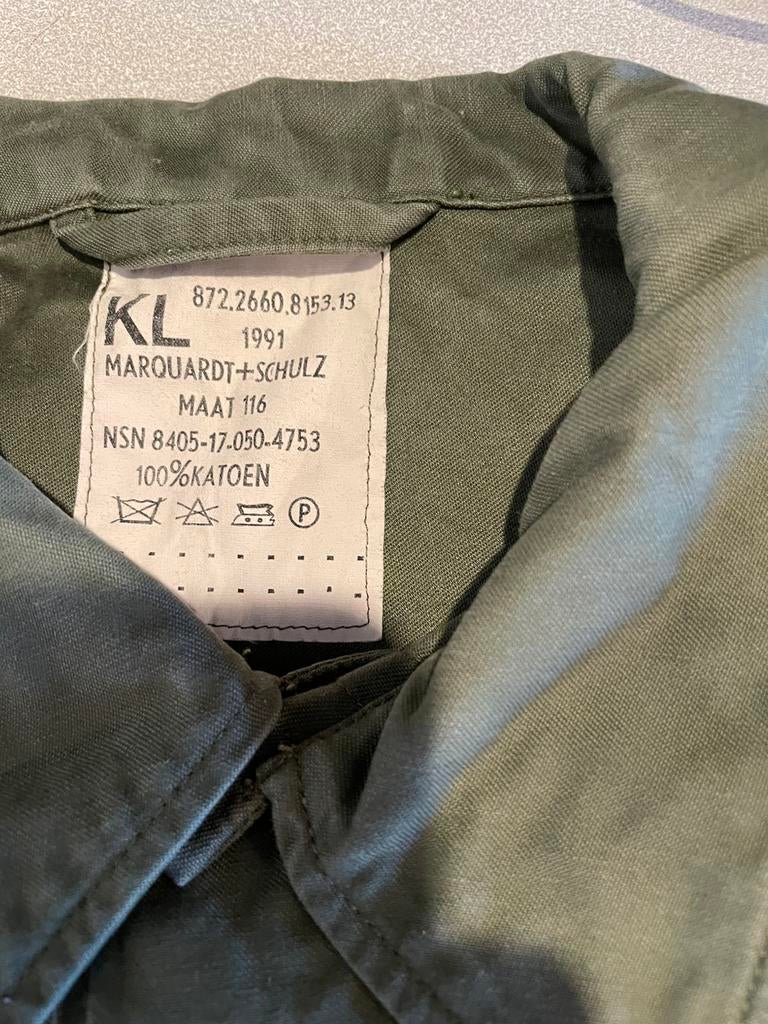 872.2660.8153.13
KL 1991
MARQUARDT+SCHULZ
MAAT 116
NSN 8405-17-050-4753
100%KATOEN
P